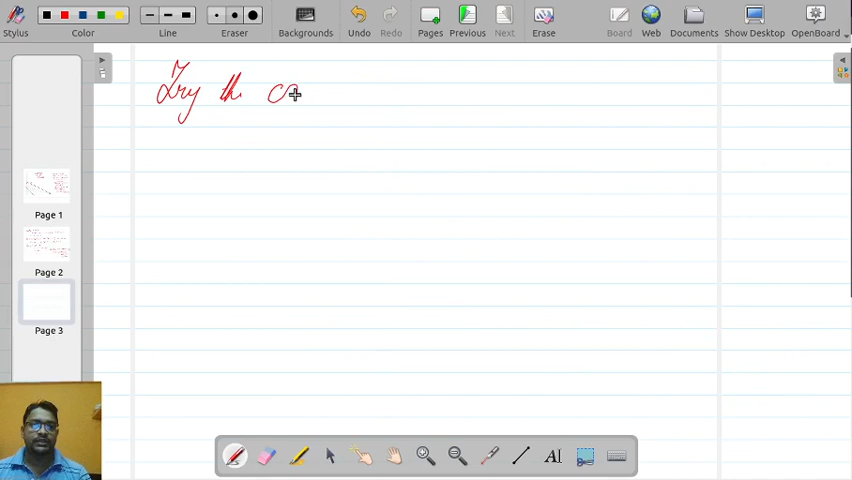 Stylus Color Line Eraser Backgrounds Undo Redo Pages Previous Next Erase Board Web Documents Show Desktop OpenBoard
Try the co
Page 1
Page 2
Page 3